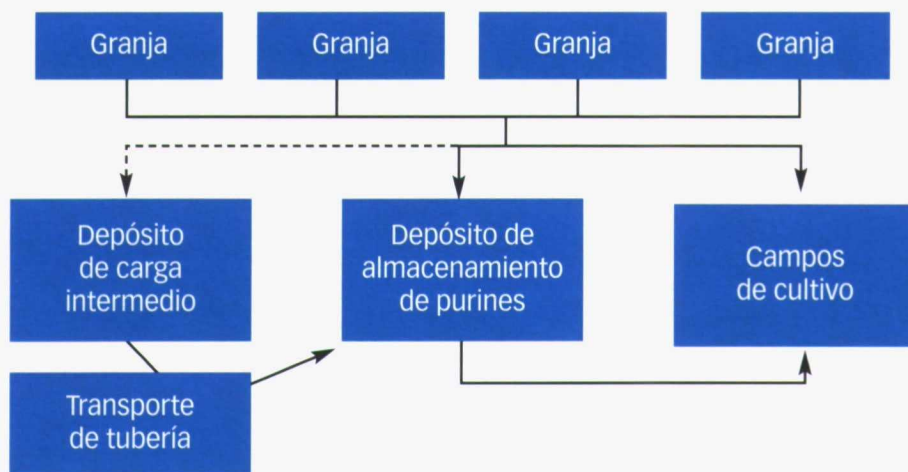 Granja
Granja
Granja
Granja
Depósito
de carga
intermedio
Depósito de
almacenamiento
de purines
Campos
de cultivo
Transporte
de tubería